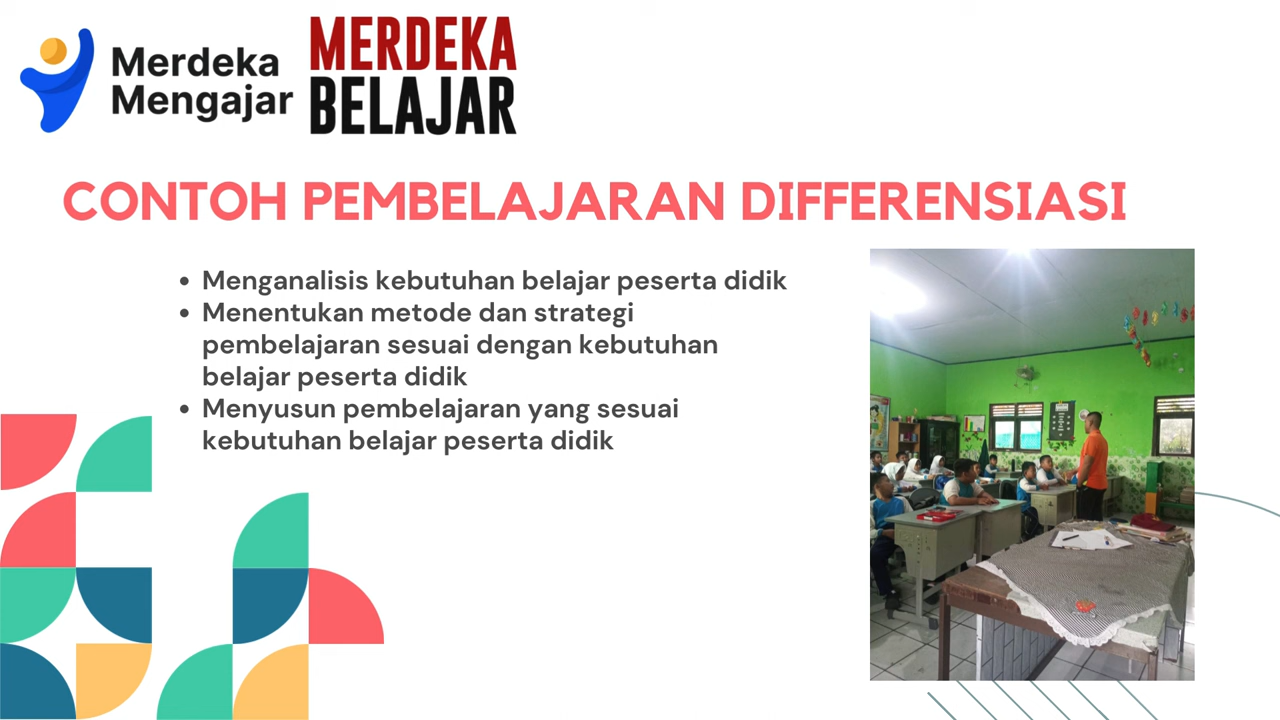 Merdeka
Mengajar
MERDEKA
BELAJAR
CONTOH PEMBELAJARAN DIFFERENSIASI
• Menganalisis kebutuhan belajar peserta didik
• Menentukan metode dan strategi
pembelajaran sesuai dengan kebutuhan
belajar peserta didik
• Menyusun pembelajaran yang sesuai
kebutuhan belajar peserta didik